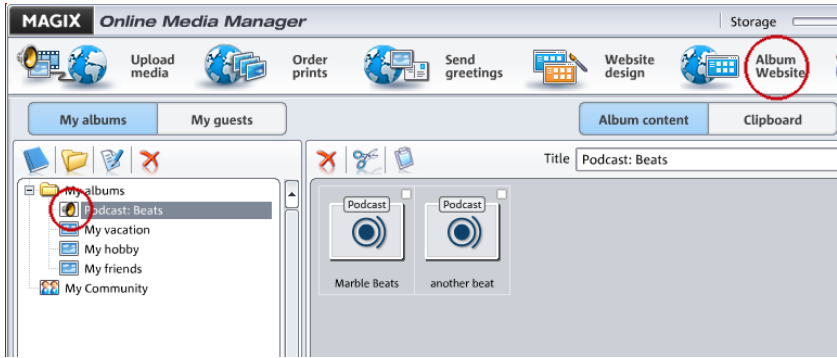 MAGIX Online Media Manager
Storage
Upload media
Order prints
Send greetings
Website design
Album Website
My albums
My guests
Album content
Clipboard
Title
Podcast: Beats
My albums
Podcast: Beats
My vacation
My hobby
My friends
My Community
Podcast
Marble Beats
Podcast
another beat